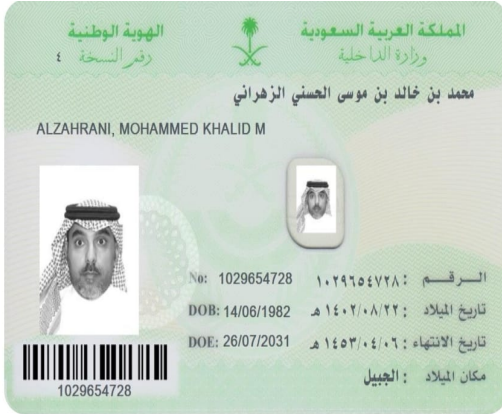 المملكة العربية السعودية
وزارة الداخلية
الهوية الوطنية
رقم النسخة ٤
محمد بن خالد بن موسى الحسني الزهراني
ALZAHRANI, MOHAMMED KHALID M
الـرقـم : ١٠٢٩٦٥٤٧٢٨ No: 1029654728
تاريخ الميلاد : ١٤٠٢/٠٨/٢٢ هـ DOB: 14/06/1982
تاريخ الانتهاء : ١٤٥٣/٠٤/٠٦ هـ DOE: 26/07/2031
مكان الميلاد : الجبيل
1029654728